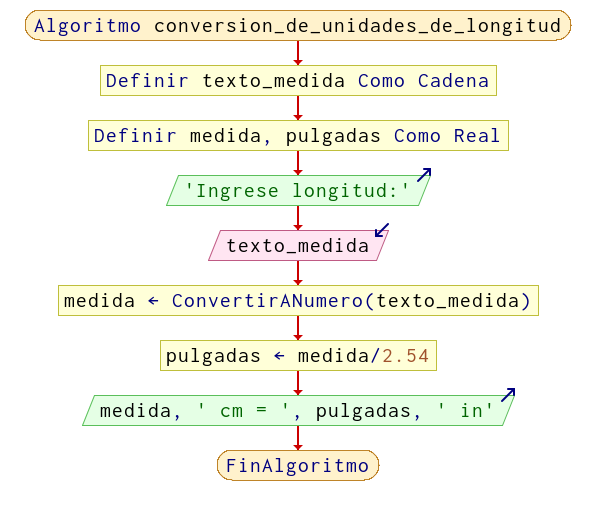 Algoritmo conversion_de_unidades_de_longitud
Definir texto_medida Como Cadena
Definir medida, pulgadas Como Real
'Ingrese longitud:'
texto_medida
medida ← ConvertirANumero(texto_medida)
pulgadas ← medida/2.54
medida, ' cm = ', pulgadas, ' in'
FinAlgoritmo